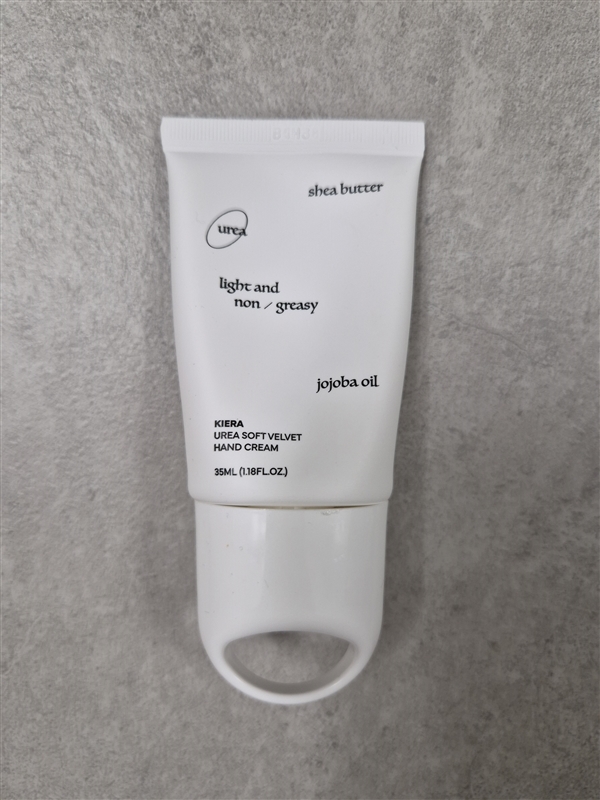 shea butter
urea
light and
non / greasy
jojoba oil
KIERA
UREA SOFT VELVET
HAND CREAM
35ML (1.18FL.OZ.)